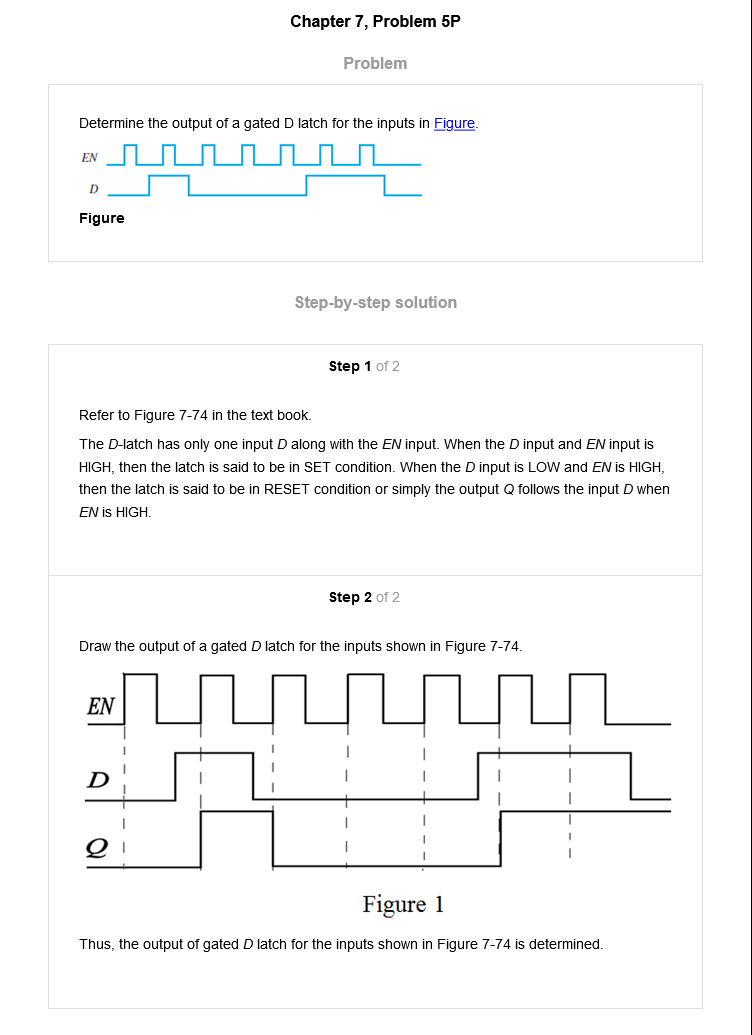 Chapter 7, Problem 5P
Problem
Determine the output of a gated D latch for the inputs in Figure.
EN
D
Figure
Step-by-step solution
Step 1 of 2
Refer to Figure 7-74 in the text book.
The D-latch has only one input D along with the EN input. When the D input and EN input is
HIGH, then the latch is said to be in SET condition. When the D input is LOW and EN is HIGH,
then the latch is said to be in RESET condition or simply the output Q follows the input D when
EN is HIGH.
Step 2 of 2
Draw the output of a gated D latch for the inputs shown in Figure 7-74.
EN
D
Q
Figure 1
Thus, the output of gated D latch for the inputs shown in Figure 7-74 is determined.